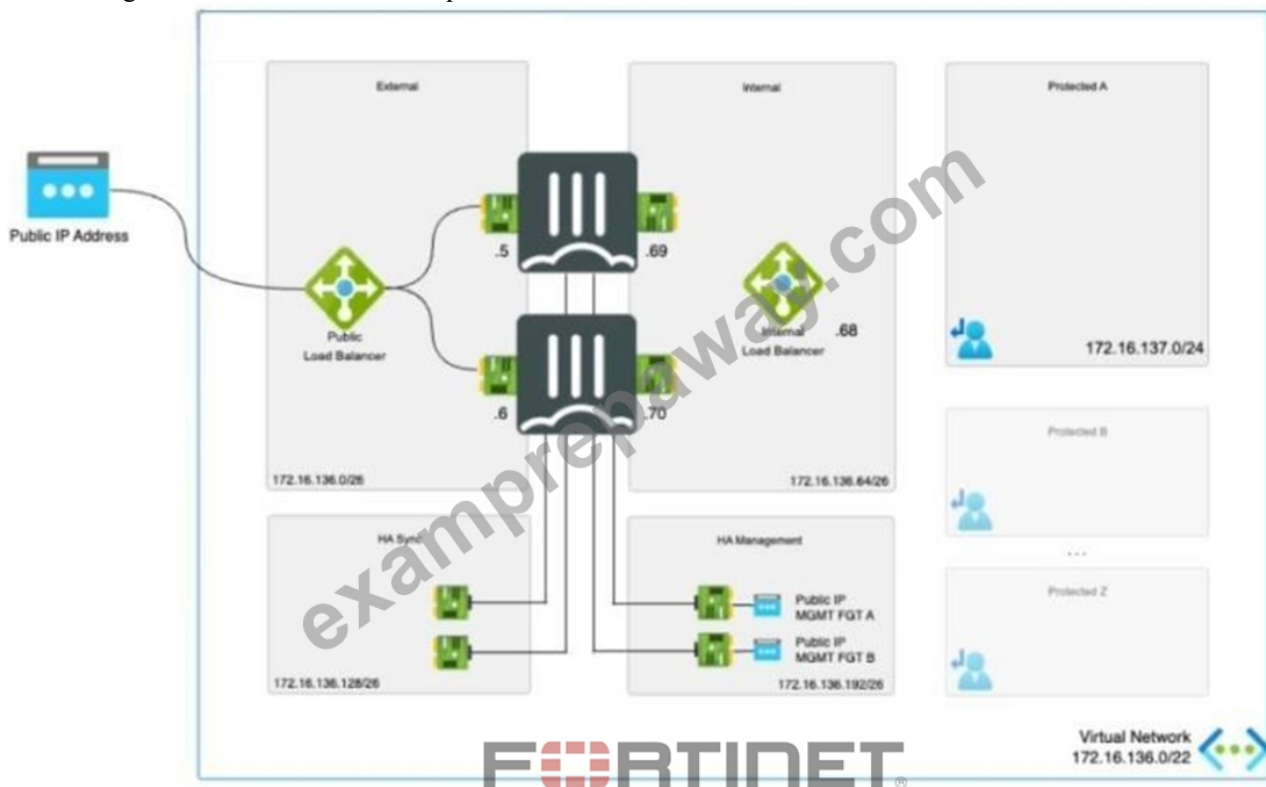 External
Internal
Protected A
Public IP Address
.5
.69
Public
Load Balancer
Internal
Load Balancer
.68
.6
.70
172.16.137.0/24
172.16.136.0/26
172.16.136.64/26
Protected B
...
HA Sync
HA Management
Public IP
MGMT FGT A
Public IP
MGMT FGT B
172.16.136.128/26
172.16.136.192/26
Protected Z
Virtual Network
172.16.136.0/22
FORTINET®
examprepaway.com